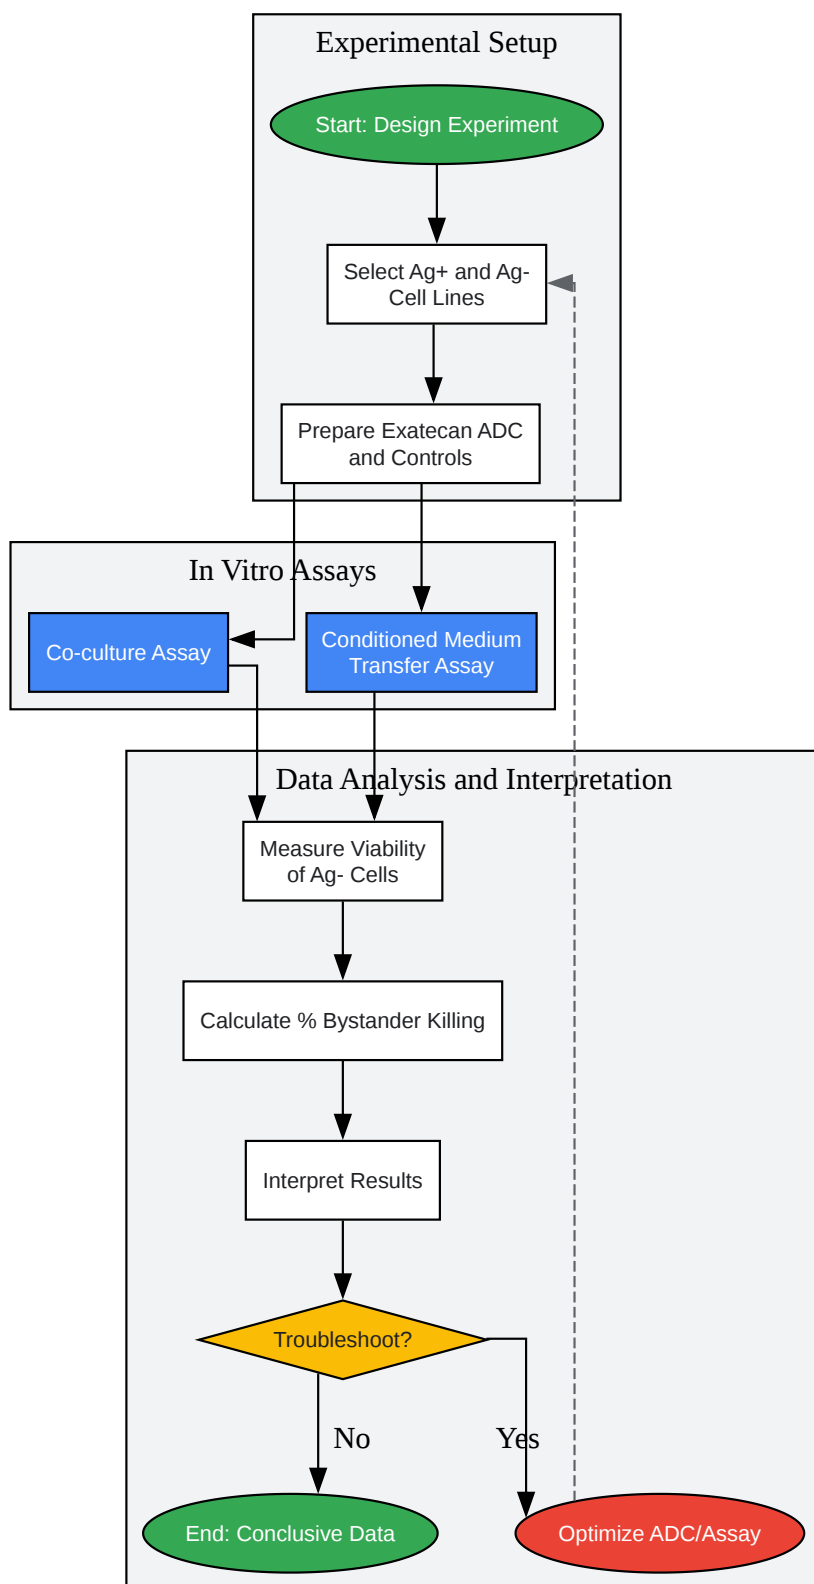 Experimental Setup
Start: Design Experiment
Select Ag+ and Ag-
Cell Lines
Prepare Exatecan ADC
and Controls
In Vitro Assays
Co-culture Assay
Conditioned Medium
Transfer Assay
Data Analysis and Interpretation
Measure Viability
of Ag- Cells
Calculate % Bystander Killing
Interpret Results
Troubleshoot?
No
Yes
End: Conclusive Data
Optimize ADC/Assay